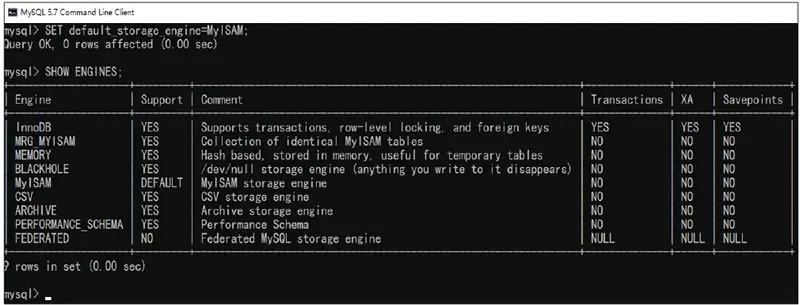 MySQL 5.7 Command Line Client
mysql> SET default_storage_engine=MyISAM;
Query OK, 0 rows affected (0.00 sec)
mysql> SHOW ENGINES;
| Engine | Support | Comment | Transactions | XA | Savepoints |
| InnoDB | YES | Supports transactions, row-level locking, and foreign keys | YES | YES | YES |
| MRG_MYISAM | YES | Collection of identical MyISAM tables | NO | NO | NO |
| MEMORY | YES | Hash based, stored in memory, useful for temporary tables | NO | NO | NO |
| BLACKHOLE | YES | /dev/null storage engine (anything you write to it disappears) | NO | NO | NO |
| MyISAM | DEFAULT | MyISAM storage engine | NO | NO | NO |
| CSV | YES | CSV storage engine | NO | NO | NO |
| ARCHIVE | YES | Archive storage engine | NO | NO | NO |
| PERFORMANCE_SCHEMA | YES | Performance Schema | NO | NO | NO |
| FEDERATED | NO | Federated MySQL storage engine | NULL | NULL | NULL |
9 rows in set (0.00 sec)
mysql>